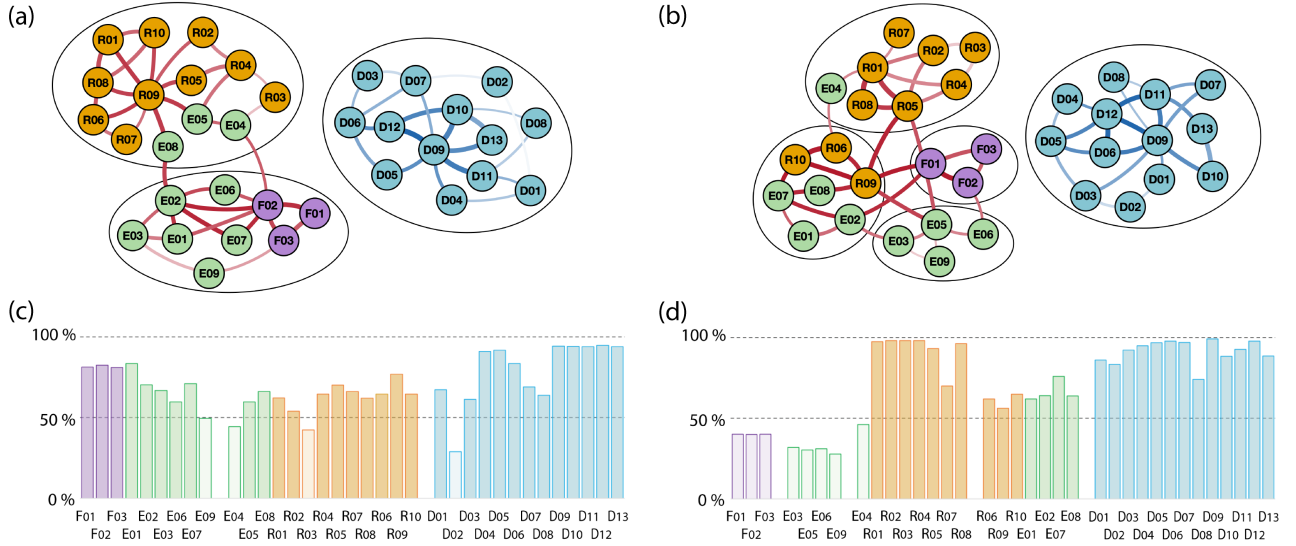 (a)
R01
R10
R02
R08
R05
R04
R09
R03
R06
R07
E05
E04
E08
E02
E06
F02
F01
E03
E01
E07
F03
E09
D03
D07
D02
D06
D12
D10
D08
D09
D13
D05
D11
D01
D04
(b)
R07
R02
R03
R01
E04
R08
R05
R04
R10
R06
F01
F03
E07
E08
R09
F02
E01
E02
E03
E05
E06
E09
D08
D11
D07
D04
D12
D13
D05
D06
D09
D10
D03
D01
D02
(c)
100 %
50 %
0 %
F01 F03 E02 E06 E09 E04 E08 R02 R04 R07 R06 R10 D01 D03 D05 D07 D09 D11 D13
F02 E01 E03 E07 E05 R01 R03 R05 R08 R09 D02 D04 D06 D08 D10 D12
(d)
100 %
50 %
0 %
F01 F03 E03 E06 E04 R02 R04 R07 R06 R10 E02 E08 D01 D03 D05 D07 D09 D11 D13
F02 E05 E09 R01 R03 R05 R08 R09 E01 E07 D02 D04 D06 D08 D10 D12